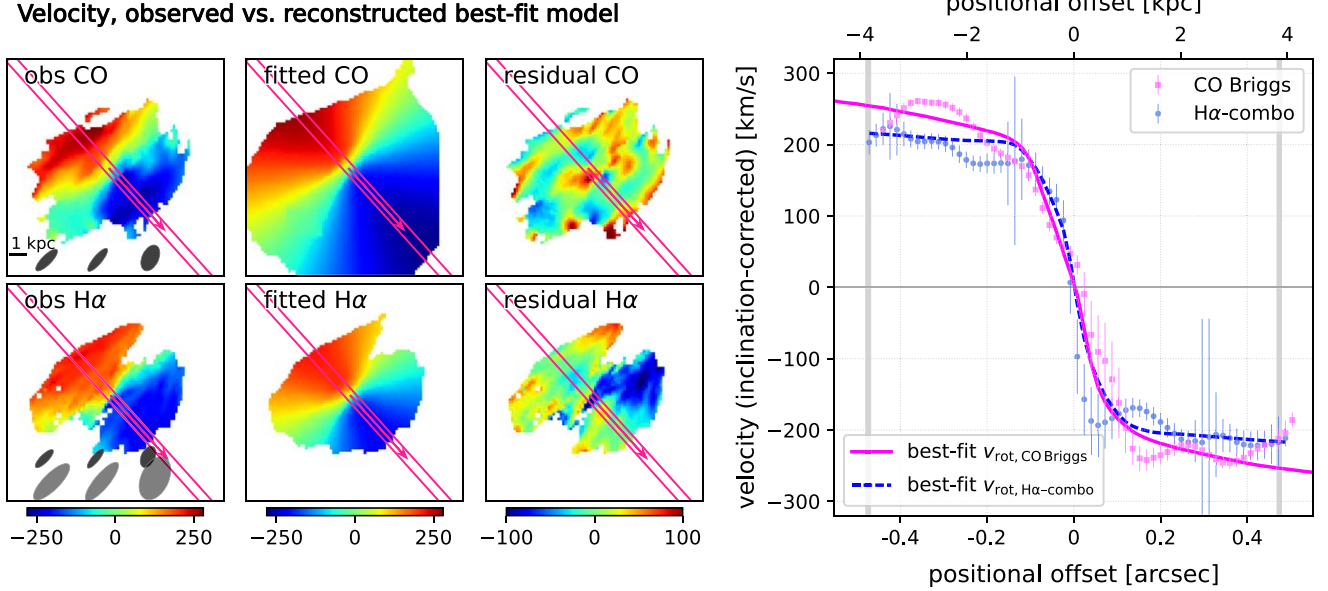 Velocity, observed vs. reconstructed best-fit model
obs CO
fitted CO
residual CO
1 kpc
obs Hα
fitted Hα
residual Hα
−250 0 250
−250 0 250
−100 0 100
positional offset [kpc]
−4 −2 0 2 4
velocity (inclination-corrected) [km/s]
300
200
100
0
−100
−200
−300
CO Briggs
Hα–combo
best-fit vrot, CO Briggs
best-fit vrot, Hα–combo
-0.4 -0.2 0 0.2 0.4
positional offset [arcsec]